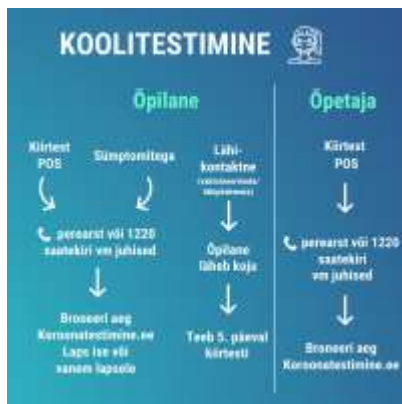 KOOLITESTIMINE
Õpilane
Kiirtest
POS
Sümptomitega
Lähi-
kontaktne
Õpilane
läheb koju
Teeb 5. päeval
kiirtesti
perearst või 1220
saatekiri vm juhised
Broneeri aeg
Koroonatestimine.ee
Laps ise või
vanem lapsele
Õpetaja
Kiirtest
POS
perearst või 1220
saatekiri
vm juhised
Broneeri aeg
Koroonatestimine.ee